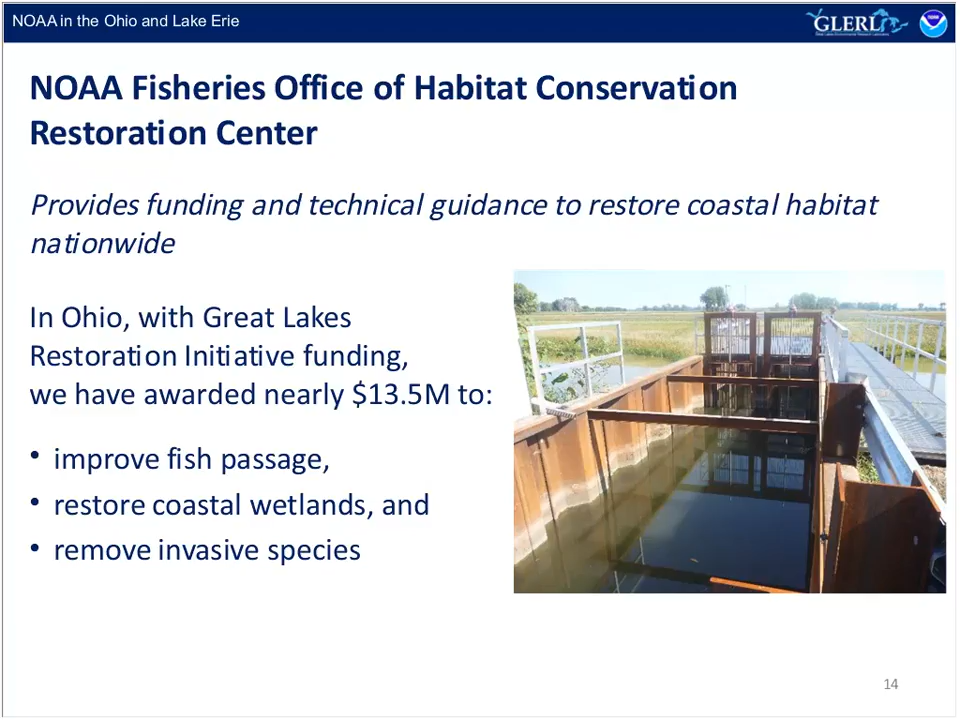 NOAA in the Ohio and Lake Erie
GLERL
NOAA Fisheries Office of Habitat Conservation
Restoration Center
Provides funding and technical guidance to restore coastal habitat
nationwide
In Ohio, with Great Lakes
Restoration Initiative funding,
we have awarded nearly $13.5M to:
• improve fish passage,
• restore coastal wetlands, and
• remove invasive species
14